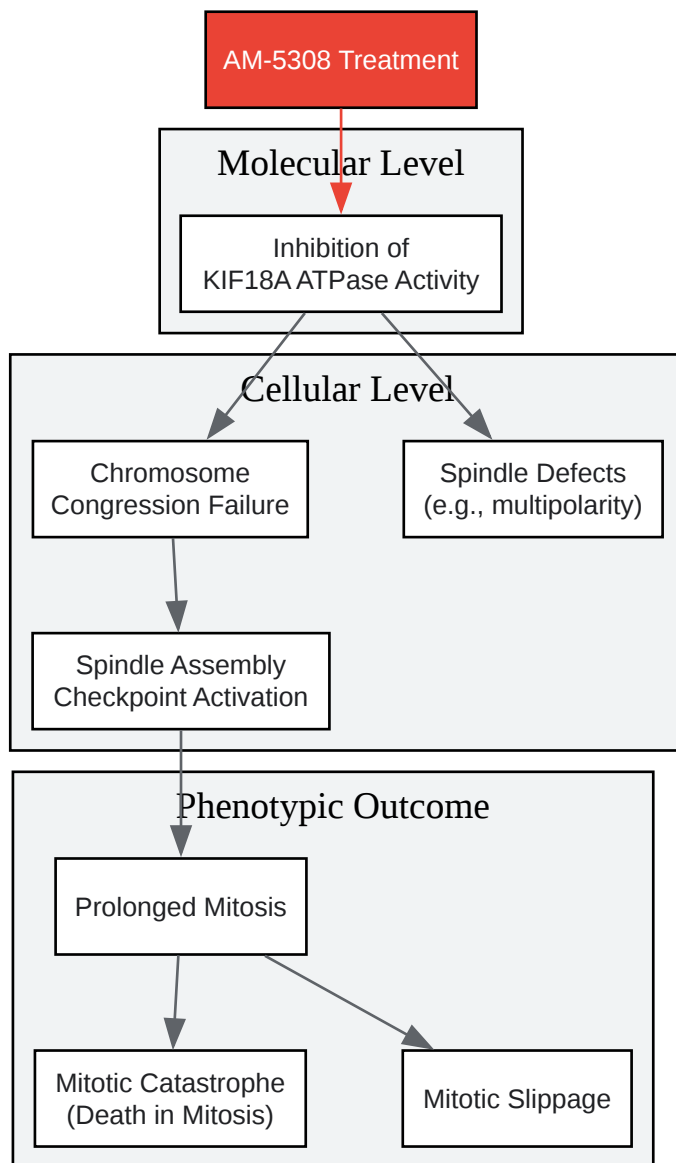 AM-5308 Treatment
Molecular Level
Inhibition of
KIF18A ATPase Activity
Cellular Level
Chromosome
Congression Failure
Spindle Defects
(e.g., multipolarity)
Spindle Assembly
Checkpoint Activation
Phenotypic Outcome
Prolonged Mitosis
Mitotic Catastrophe
(Death in Mitosis)
Mitotic Slippage